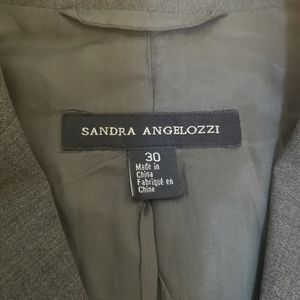 SANDRA ANGELOZZI
30
Made in
China
Fabriqué en
Chine